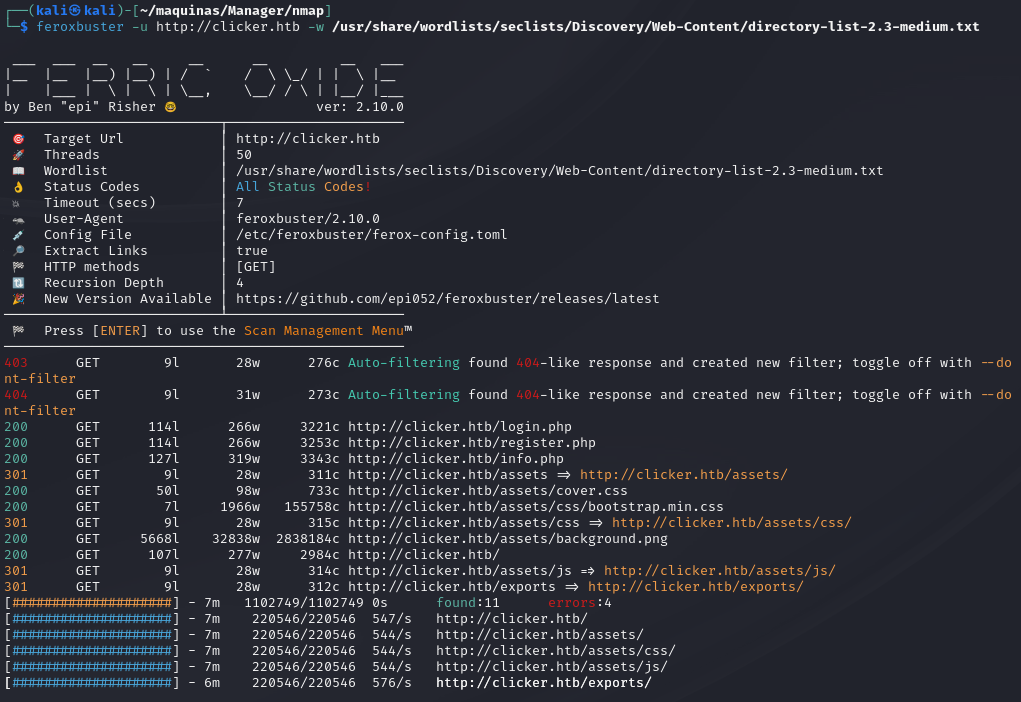 ┌──(kali㉿kali)-[~/maquinas/Manager/nmap]
└─$ feroxbuster -u http://clicker.htb -w /usr/share/wordlists/seclists/Discovery/Web-Content/directory-list-2.3-medium.txt
FERRIC OXIDE
by Ben "epi" Risher 🤓 ver: 2.10.0
🎯 Target Url │ http://clicker.htb
🚀 Threads │ 50
📖 Wordlist │ /usr/share/wordlists/seclists/Discovery/Web-Content/directory-list-2.3-medium.txt
👌 Status Codes │ All Status Codes!
💥 Timeout (secs) │ 7
🦡 User-Agent │ feroxbuster/2.10.0
💉 Config File │ /etc/feroxbuster/ferox-config.toml
🔎 Extract Links │ true
🏁 HTTP methods │ [GET]
🔃 Recursion Depth │ 4
🎉 New Version Available │ https://github.com/epi052/feroxbuster/releases/latest
🏁 Press [ENTER] to use the Scan Management Menu™
403 GET 9l 28w 276c Auto-filtering found 404-like response and created new filter; toggle off with --do
nt-filter
404 GET 9l 31w 273c Auto-filtering found 404-like response and created new filter; toggle off with --do
nt-filter
200 GET 114l 266w 3221c http://clicker.htb/login.php
200 GET 114l 266w 3253c http://clicker.htb/register.php
200 GET 127l 319w 3343c http://clicker.htb/info.php
301 GET 9l 28w 311c http://clicker.htb/assets => http://clicker.htb/assets/
200 GET 50l 98w 733c http://clicker.htb/assets/cover.css
200 GET 7l 1966w 155758c http://clicker.htb/assets/css/bootstrap.min.css
301 GET 9l 28w 315c http://clicker.htb/assets/css => http://clicker.htb/assets/css/
200 GET 5668l 32838w 2838184c http://clicker.htb/assets/background.png
200 GET 107l 277w 2984c http://clicker.htb/
301 GET 9l 28w 314c http://clicker.htb/assets/js => http://clicker.htb/assets/js/
301 GET 9l 28w 312c http://clicker.htb/exports => http://clicker.htb/exports/
[####################] - 7m 1102749/1102749 0s found:11 errors:4
[####################] - 7m 220546/220546 547/s http://clicker.htb/
[####################] - 7m 220546/220546 544/s http://clicker.htb/assets/
[####################] - 7m 220546/220546 544/s http://clicker.htb/assets/css/
[####################] - 7m 220546/220546 544/s http://clicker.htb/assets/js/
[####################] - 6m 220546/220546 576/s http://clicker.htb/exports/